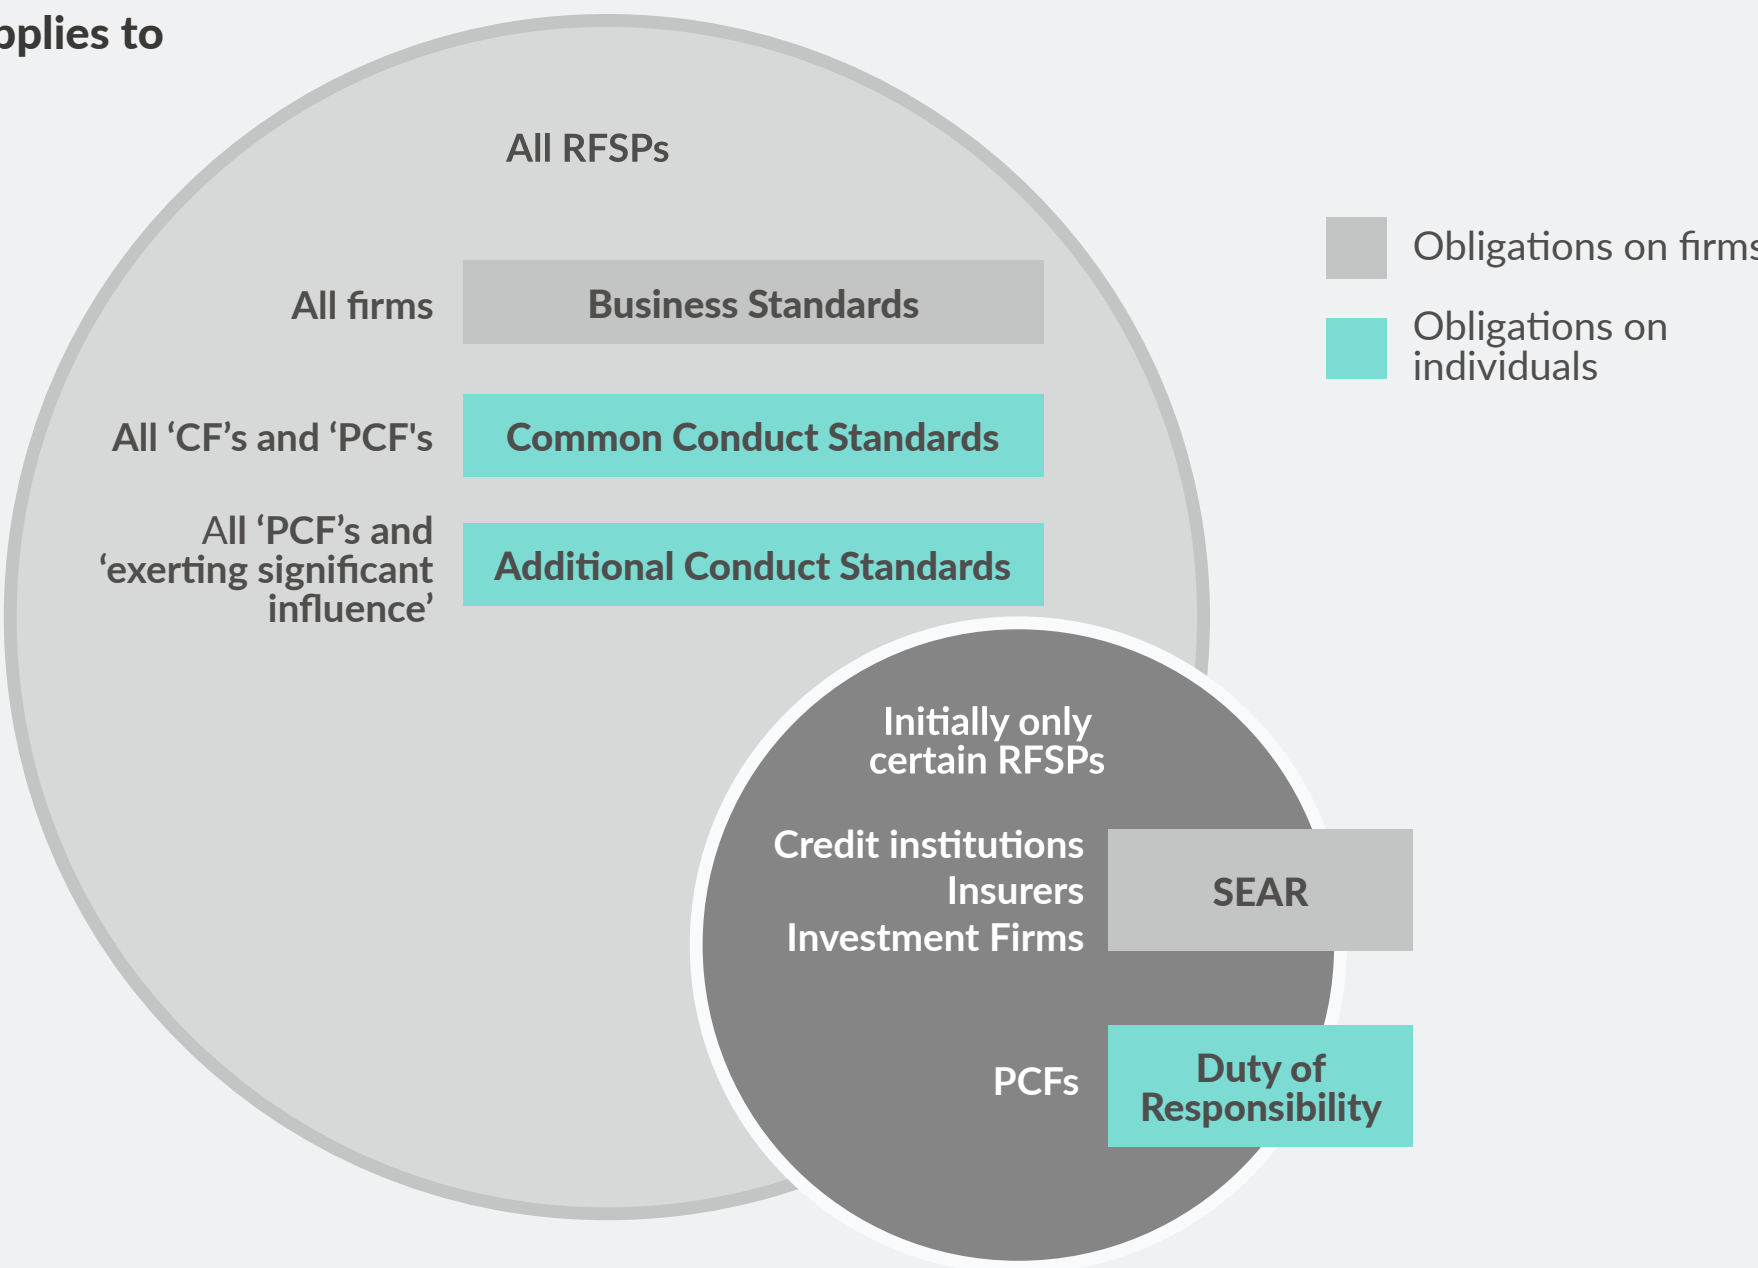 pplies to
All RFSPs
All firms
Business Standards
All ‘CF’s and ‘PCF's
Common Conduct Standards
All ‘PCF’s and
‘exerting significant
influence’
Additional Conduct Standards
Obligations on firms
Obligations on
individuals
Initially only
certain RFSPs
Credit institutions
Insurers
Investment Firms
SEAR
PCFs
Duty of
Responsibility